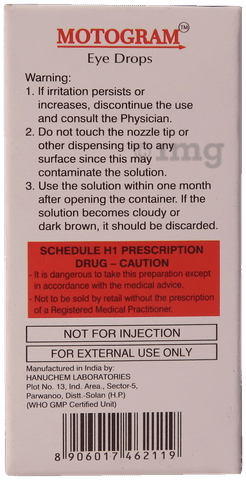 MOTOGRAM™
Eye Drops
Warning:
1. If irritation persists or
increases, discontinue the use
and consult the Physician.
2. Do not touch the nozzle tip or
other dispensing tip to any
surface since this may
contaminate the solution.
3. Use the solution within one month
after opening the container. If the
solution becomes cloudy or
dark brown, it should be discarded.
SCHEDULE H1 PRESCRIPTION
DRUG – CAUTION
- It is dangerous to take this preparation except
in accordance with the medical advice.
- Not to be sold by retail without the prescription
of a Registered Medical Practitioner.
NOT FOR INJECTION
FOR EXTERNAL USE ONLY
Manufactured in India by:
HANUCHEM LABORATORIES
Plot No. 13, Ind. Area., Sector-5,
Parwanoo, Distt.-Solan (H.P.)
(WHO GMP Certified Unit)
8 906017 462119